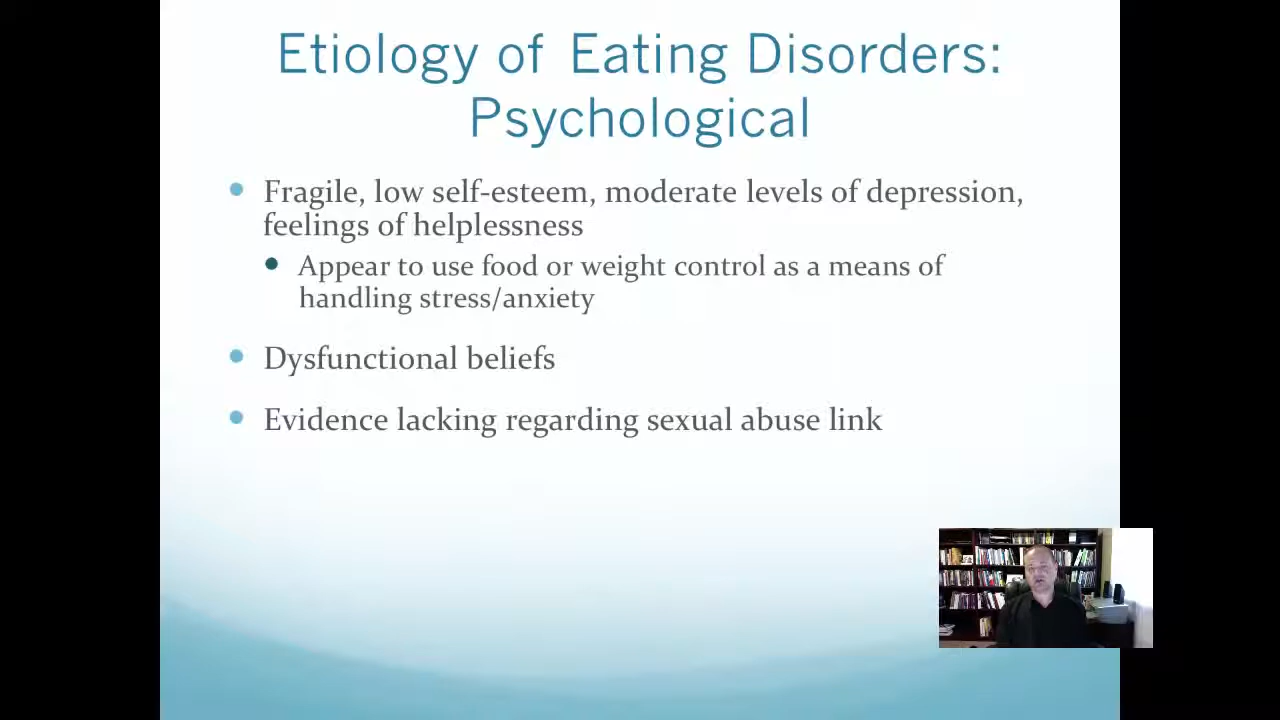 Etiology of Eating Disorders:
Psychological
Fragile, low self-esteem, moderate levels of depression,
feelings of helplessness
Appear to use food or weight control as a means of
handling stress/anxiety
Dysfunctional beliefs
Evidence lacking regarding sexual abuse link